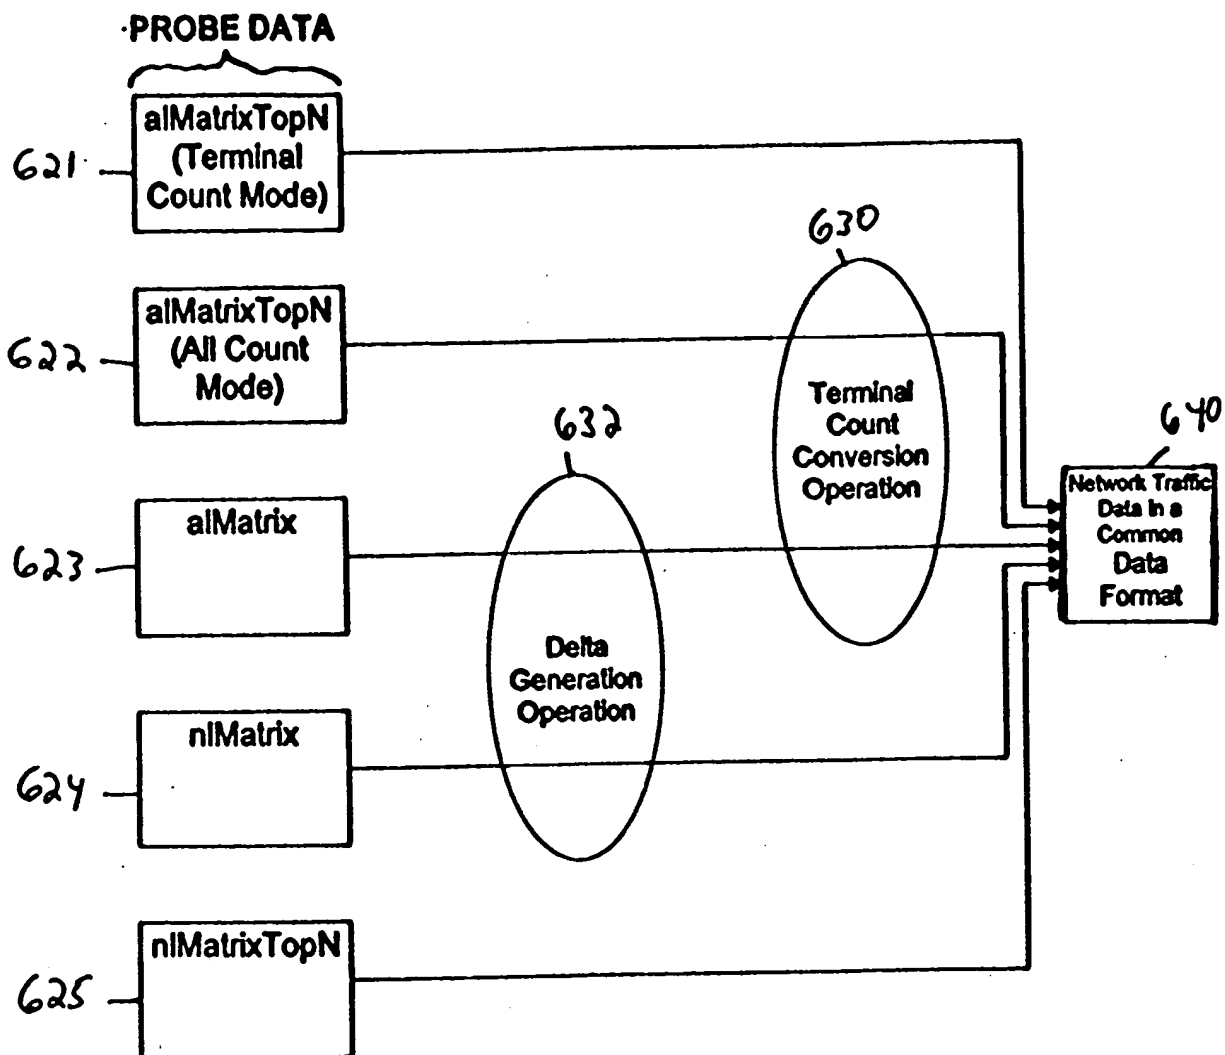 PROBE DATA
621
alMatrixTopN
(Terminal
Count Mode)
622
alMatrixTopN
(All Count
Mode)
630
Terminal
Count
Conversion
Operation
632
Delta
Generation
Operation
640
Network Traffic
Data in a
Common
Data
Format
623
alMatrix
624
nlMatrix
625
nlMatrixTopN